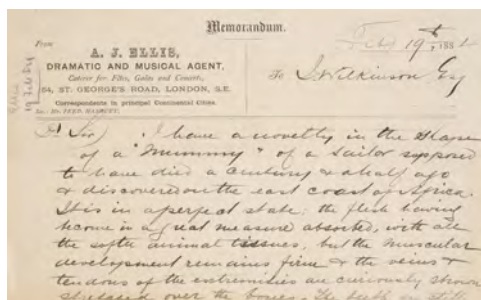 Memorandum.
Feby 19th, 188
From
A. J. ELLIS,
DRAMATIC AND MUSICAL AGENT,
Caterer for Fêtes, Galas and Concerts,
54, ST. GEORGE'S ROAD, LONDON, S.E.
Correspondents in principal Continental Cities.
To S. Wilkinson Esq
Dr Sir) I have a novelty in the shape
of a "Mummy" of a Sailor supposed
to have died a century & a half ago
& discovered on the east coast of Africa.
It is in a perfect state; the flesh having
become in a great measure absorbed, with all
the softer animal tissues, but the muscular
development remains firm & the veins &
tendons of the extremities are curiously shown
over the bones. The